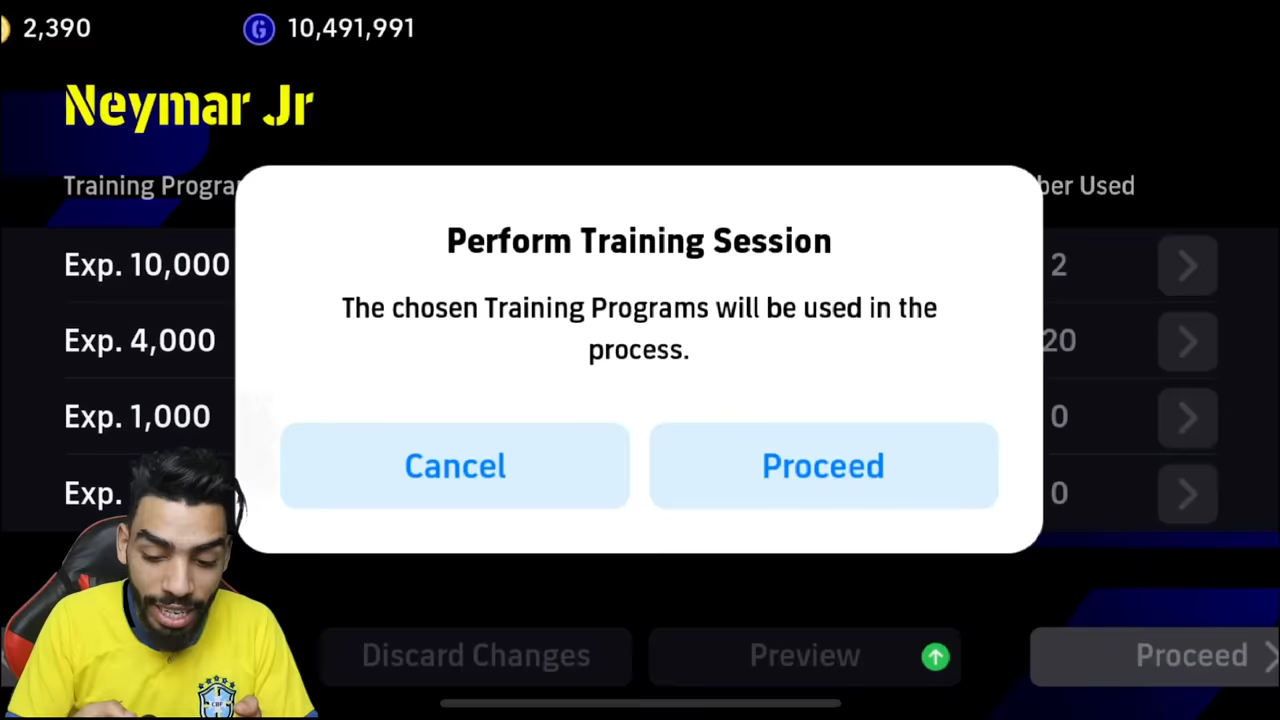 2,390
G 10,491,991
Neymar Jr
Perform Training Session
The chosen Training Programs will be used in the
process.
Cancel
Proceed
Training
Used
Exp. 10,000
2
Exp. 4,000
20
Exp. 1,000
0
Exp.
0
Discard Changes
Preview
Proceed
CBF